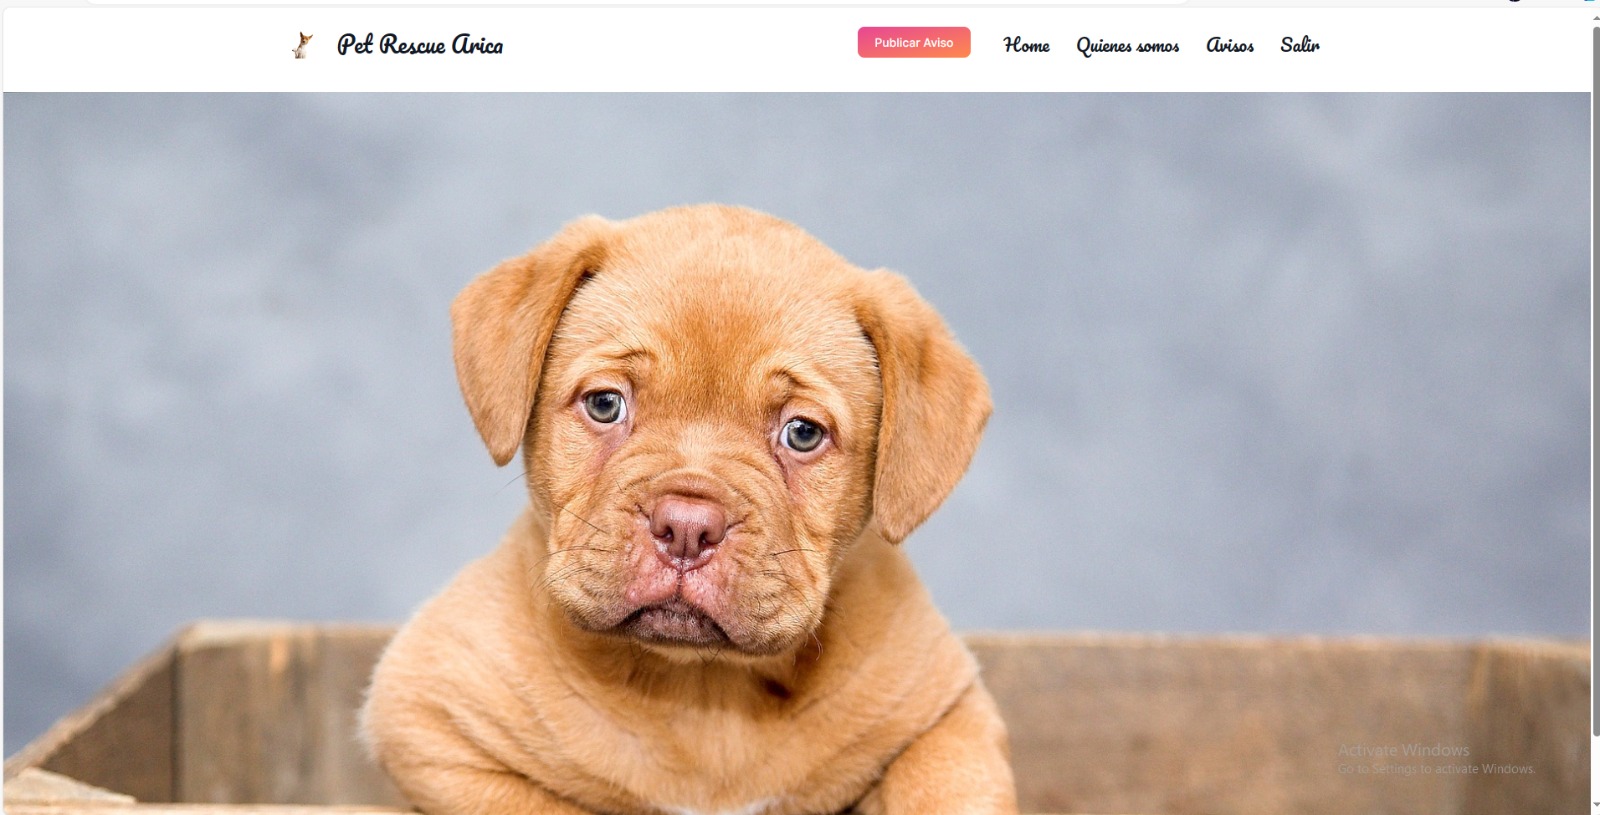 Pet Rescue Arica
Publicar Aviso
Home
Quienes somos
Avisos
Salir
Activate Windows
Go to Settings to activate Windows.